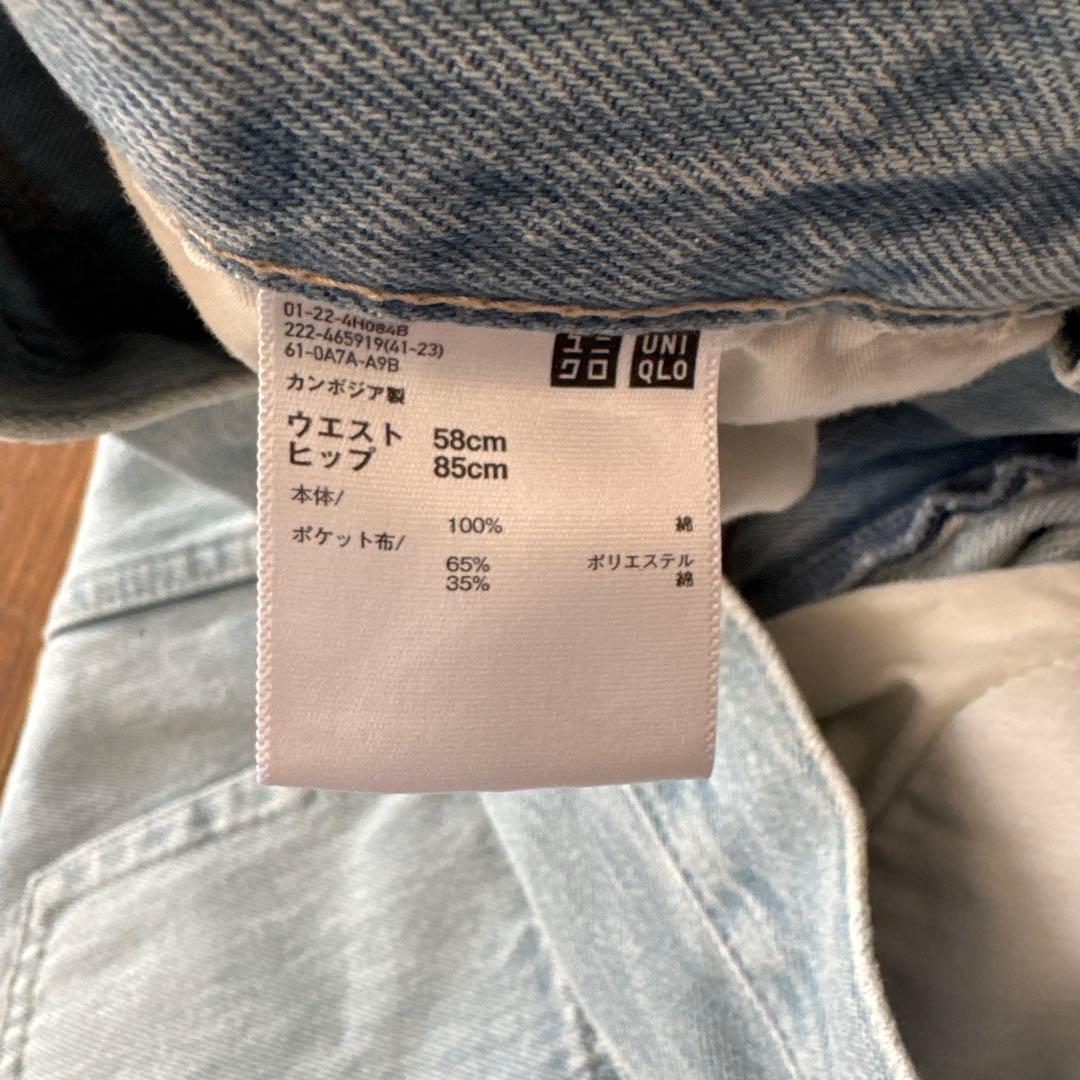 01-22-4H084B
222-465919(41-23)
61-0A7A-A9B
ユニクロ
UNIQLO
カンボジア製
ウエスト 58cm
ヒップ 85cm
本体/
100% 綿
ポケット布/
65% ポリエステル
35% 綿